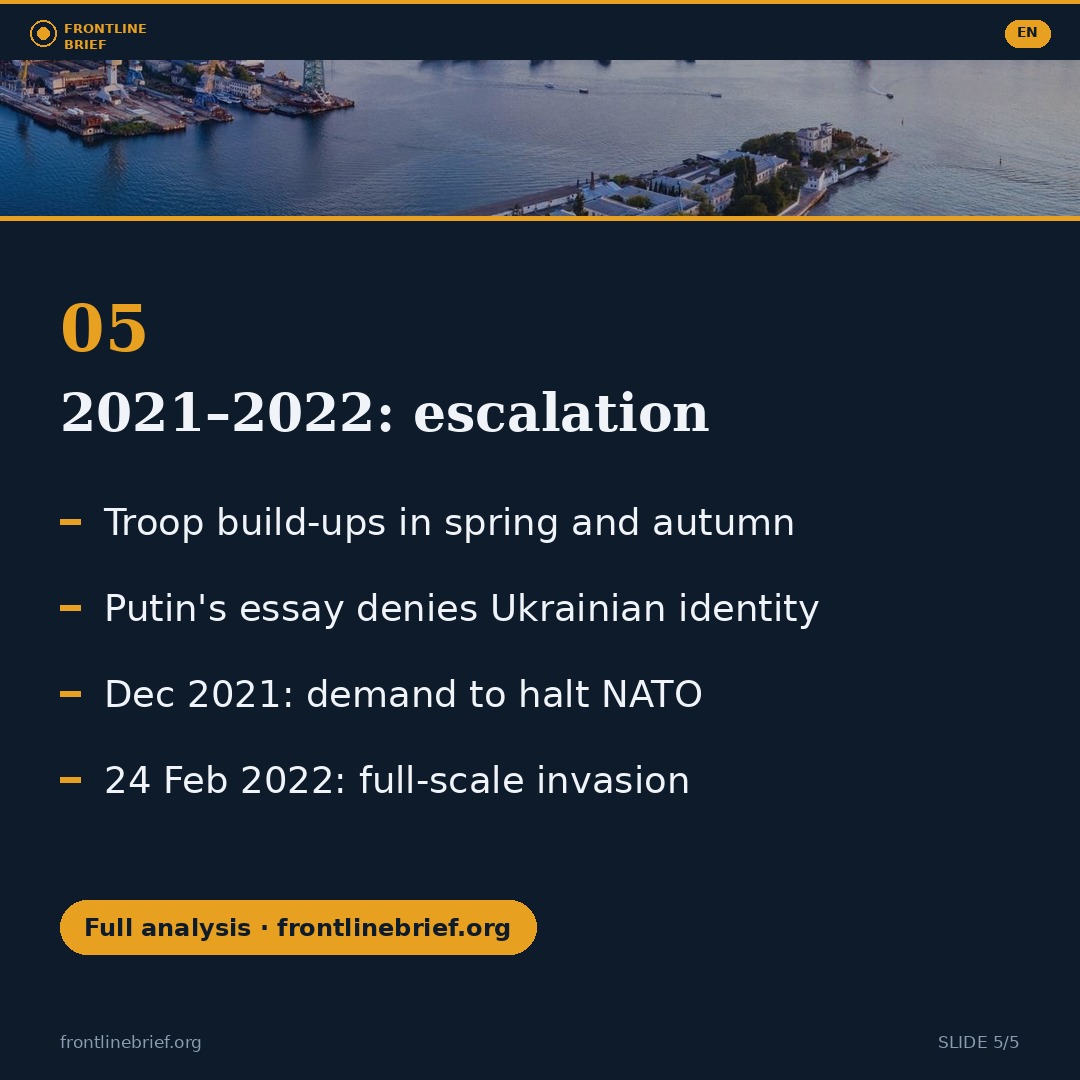 FRONTLINE
BRIEF
EN
05
2021–2022: escalation
Troop build-ups in spring and autumn
Putin's essay denies Ukrainian identity
Dec 2021: demand to halt NATO
24 Feb 2022: full-scale invasion
Full analysis · frontlinebrief.org
frontlinebrief.org
SLIDE 5/5